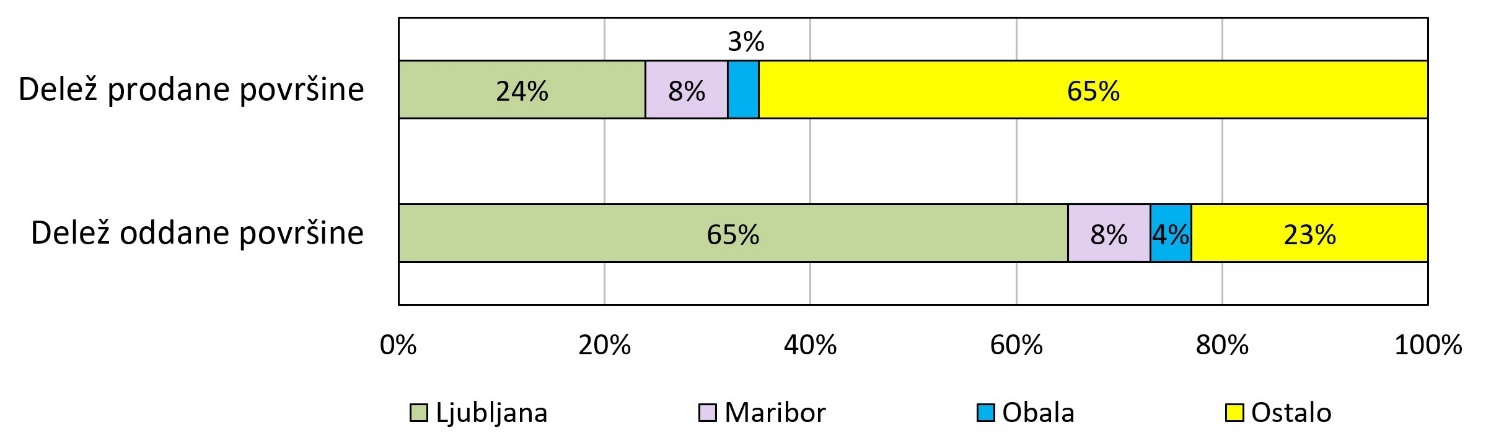 3%
Delež prodane površine 24% 8% 65%
Delež oddane površine 65% 8% 4% 23%
0% 20% 40% 60% 80% 100%
Ljubljana Maribor Obala Ostalo